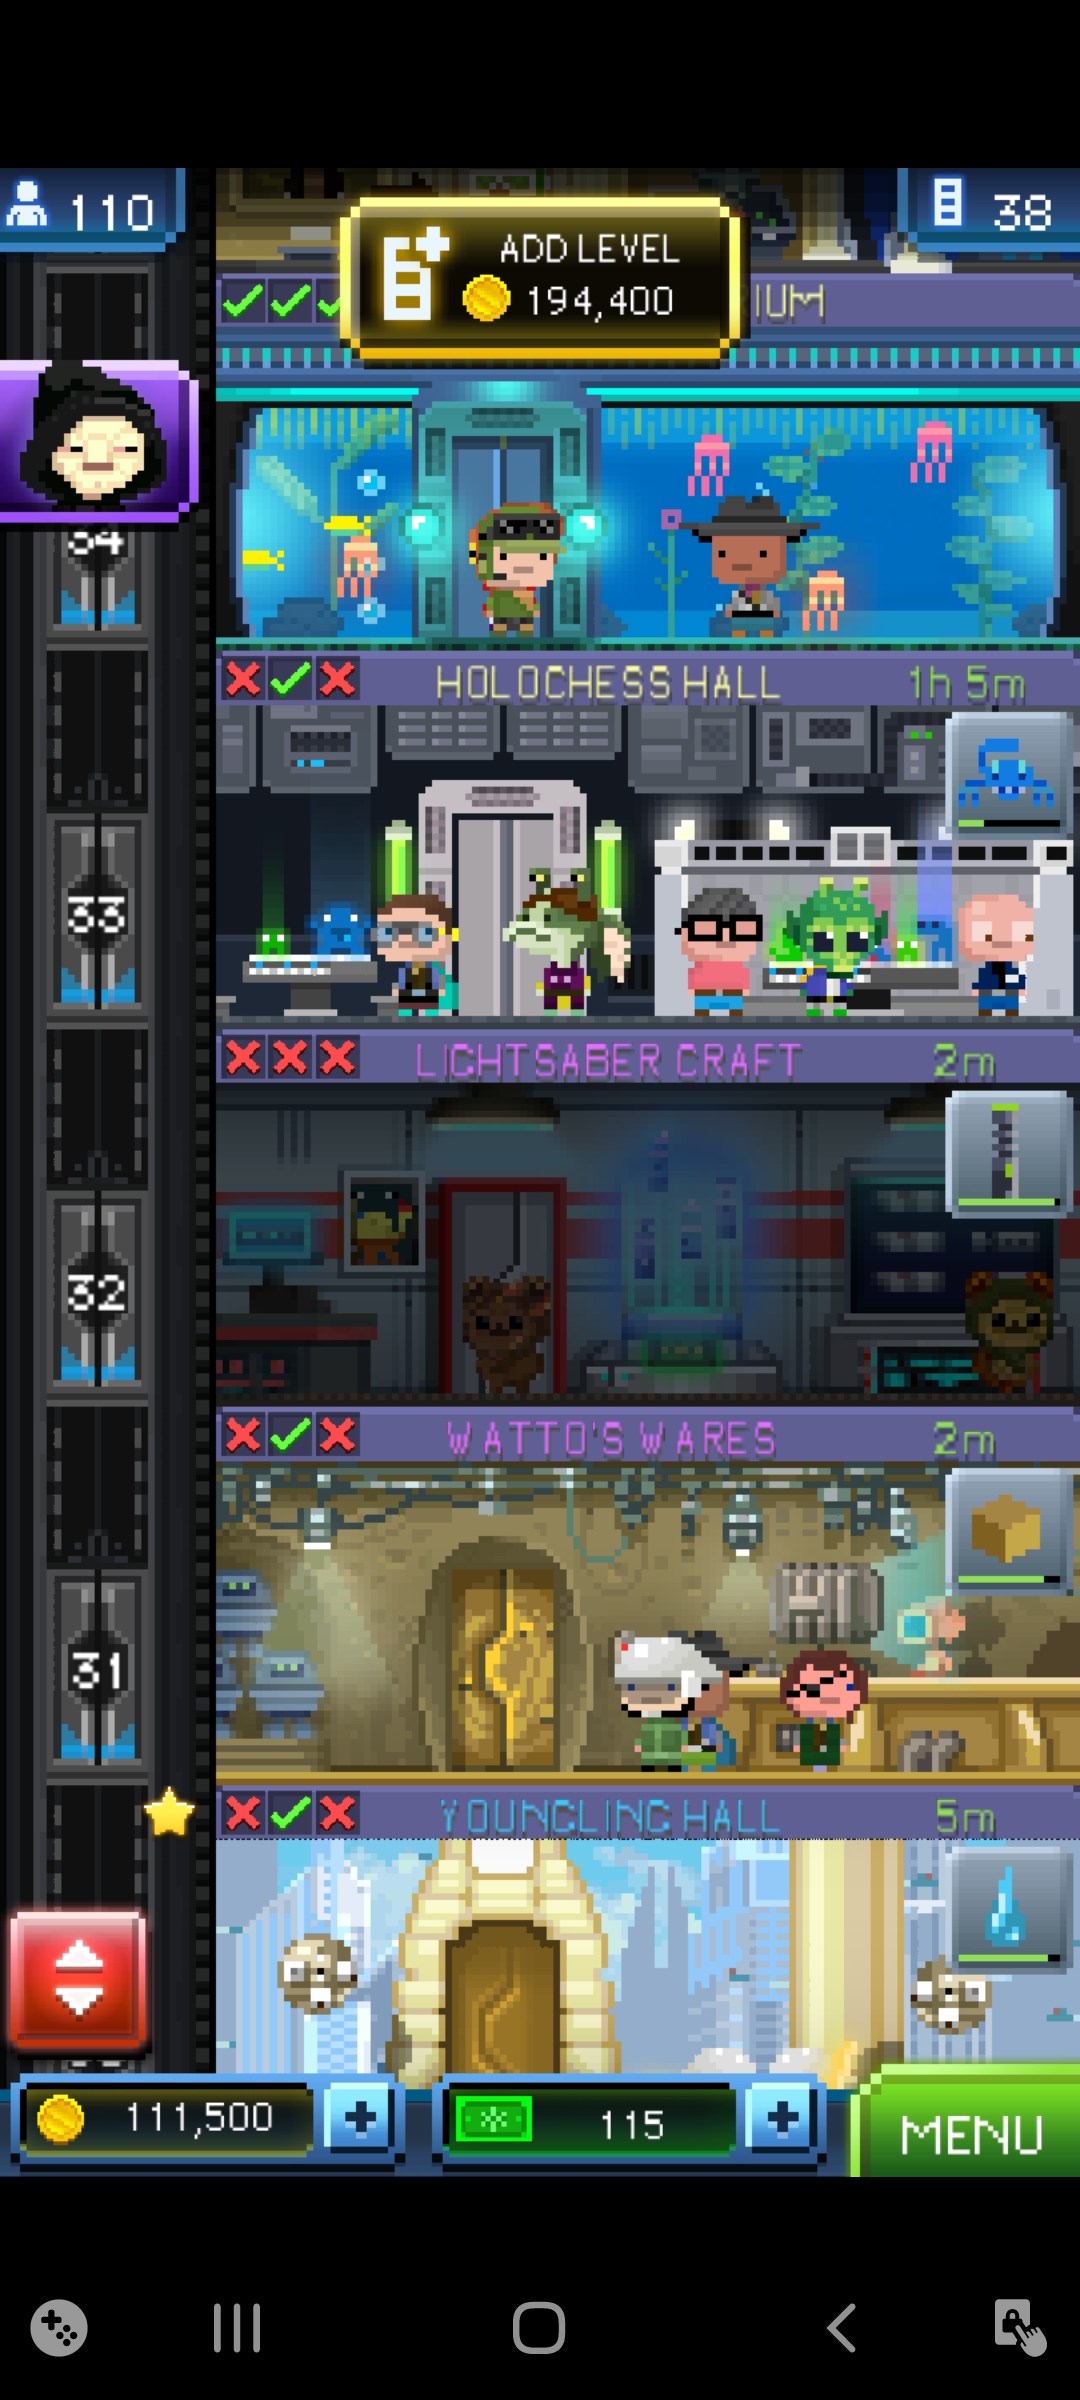 110
38
ADD LEVEL
194,400
IUM
34
HOLOCHESS HALL 1h 5m
33
LIGHTSABER CRAFT 2m
32
WATTO'S WARES 2m
31
YOUNGLING HALL 5m
111,500
115
MENU